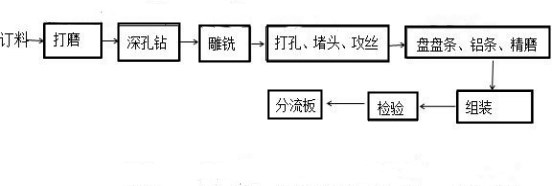 订料
打磨
深孔钻
雕铣
打孔、堵头、攻丝
盘盘条、铝条、精磨
组装
检验
分流板